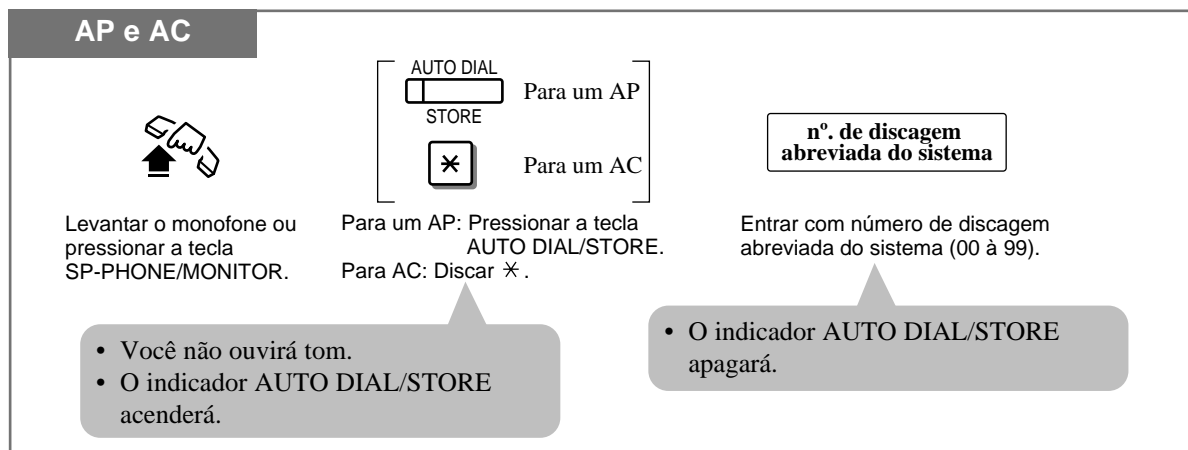 AP e AC
AUTO DIAL
Para um AP
STORE
Para um AC
nº. de discagem
abreviada do sistema
Levantar o monofone ou
pressionar a tecla
SP-PHONE/MONITOR.
Para um AP: Pressionar a tecla
AUTO DIAL/STORE.
Para AC: Discar ✳.
Entrar com número de discagem
abreviada do sistema (00 à 99).
• Você não ouvirá tom.
• O indicador AUTO DIAL/STORE
acenderá.
• O indicador AUTO DIAL/STORE
apagará.